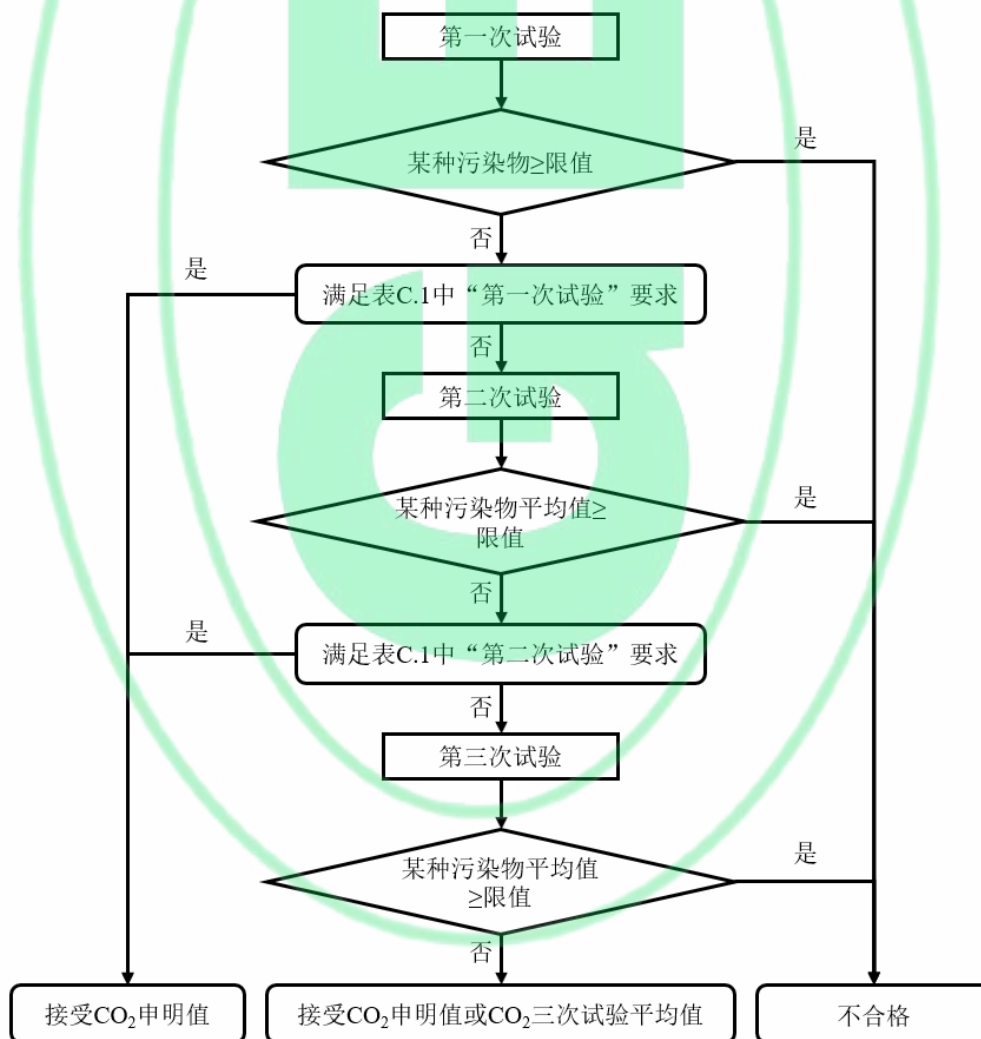 第一次试验
某种污染物≥限值
是
否
是
满足表C.1中“第一次试验”要求
否
第二次试验
某种污染物平均值≥
限值
是
否
是
满足表C.1中“第二次试验”要求
否
第三次试验
某种污染物平均值
≥限值
是
否
接受CO₂申明值
接受CO₂申明值或CO₂三次试验平均值
不合格